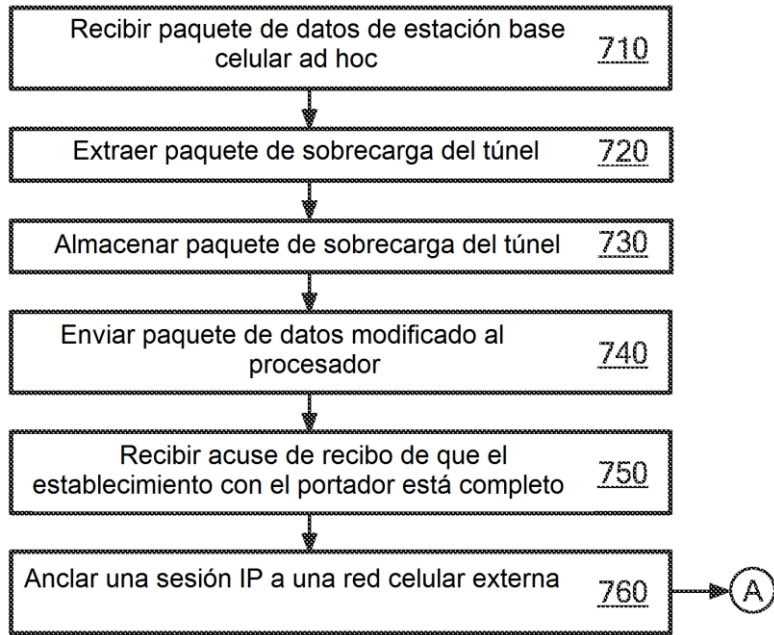 Recibir paquete de datos de estación base
celular ad hoc
710
Extraer paquete de sobrecarga del túnel
720
Almacenar paquete de sobrecarga del túnel
730
Enviar paquete de datos modificado al
procesador
740
Recibir acuse de recibo de que el
establecimiento con el portador está completo
750
Anclar una sesión IP a una red celular externa
760
A